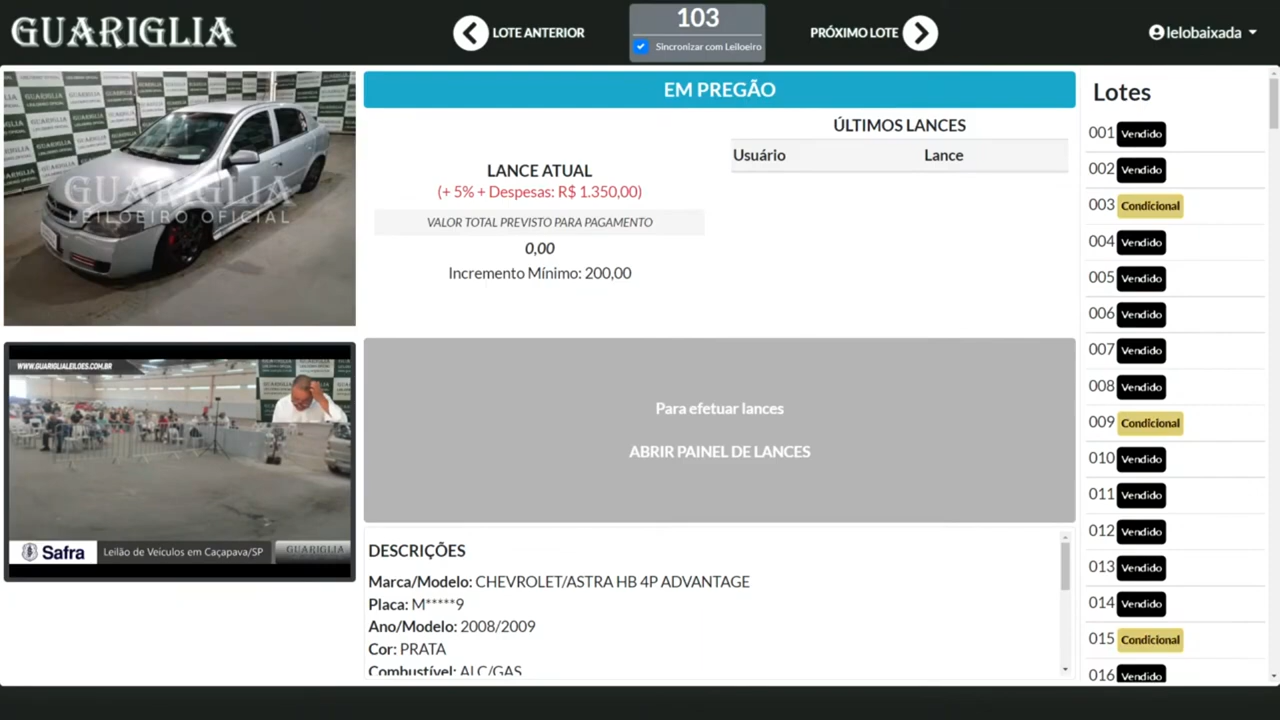 GUARIGLIA
LOTE ANTERIOR
103
Sincronizar com Leiloeiro
PRÓXIMO LOTE
lelobaixada
GUARIGLIA
LEILOEIRO OFICIAL
EM PREGÃO
LANCE ATUAL
(+ 5% + Despesas: R$ 1.350,00)
VALOR TOTAL PREVISTO PARA PAGAMENTO
0,00
Incremento Mínimo: 200,00
ÚLTIMOS LANCES
Usuário Lance
WWW.GUARIGLIALEILOES.COM.BR
GUARIGLIA
Safra
Leilão de Veiculos em Caçapava/SP
GUARIGLIA
Para efetuar lances
ABRIR PAINEL DE LANCES
DESCRIÇÕES
Marca/Modelo: CHEVROLET/ASTRA HB 4P ADVANTAGE
Placa: M*****9
Ano/Modelo: 2008/2009
Cor: PRATA
Combustível: ALC/GAS
Lotes
001 Vendido
002 Vendido
003 Condicional
004 Vendido
005 Vendido
006 Vendido
007 Vendido
008 Vendido
009 Condicional
010 Vendido
011 Vendido
012 Vendido
013 Vendido
014 Vendido
015 Condicional
016 Vendido